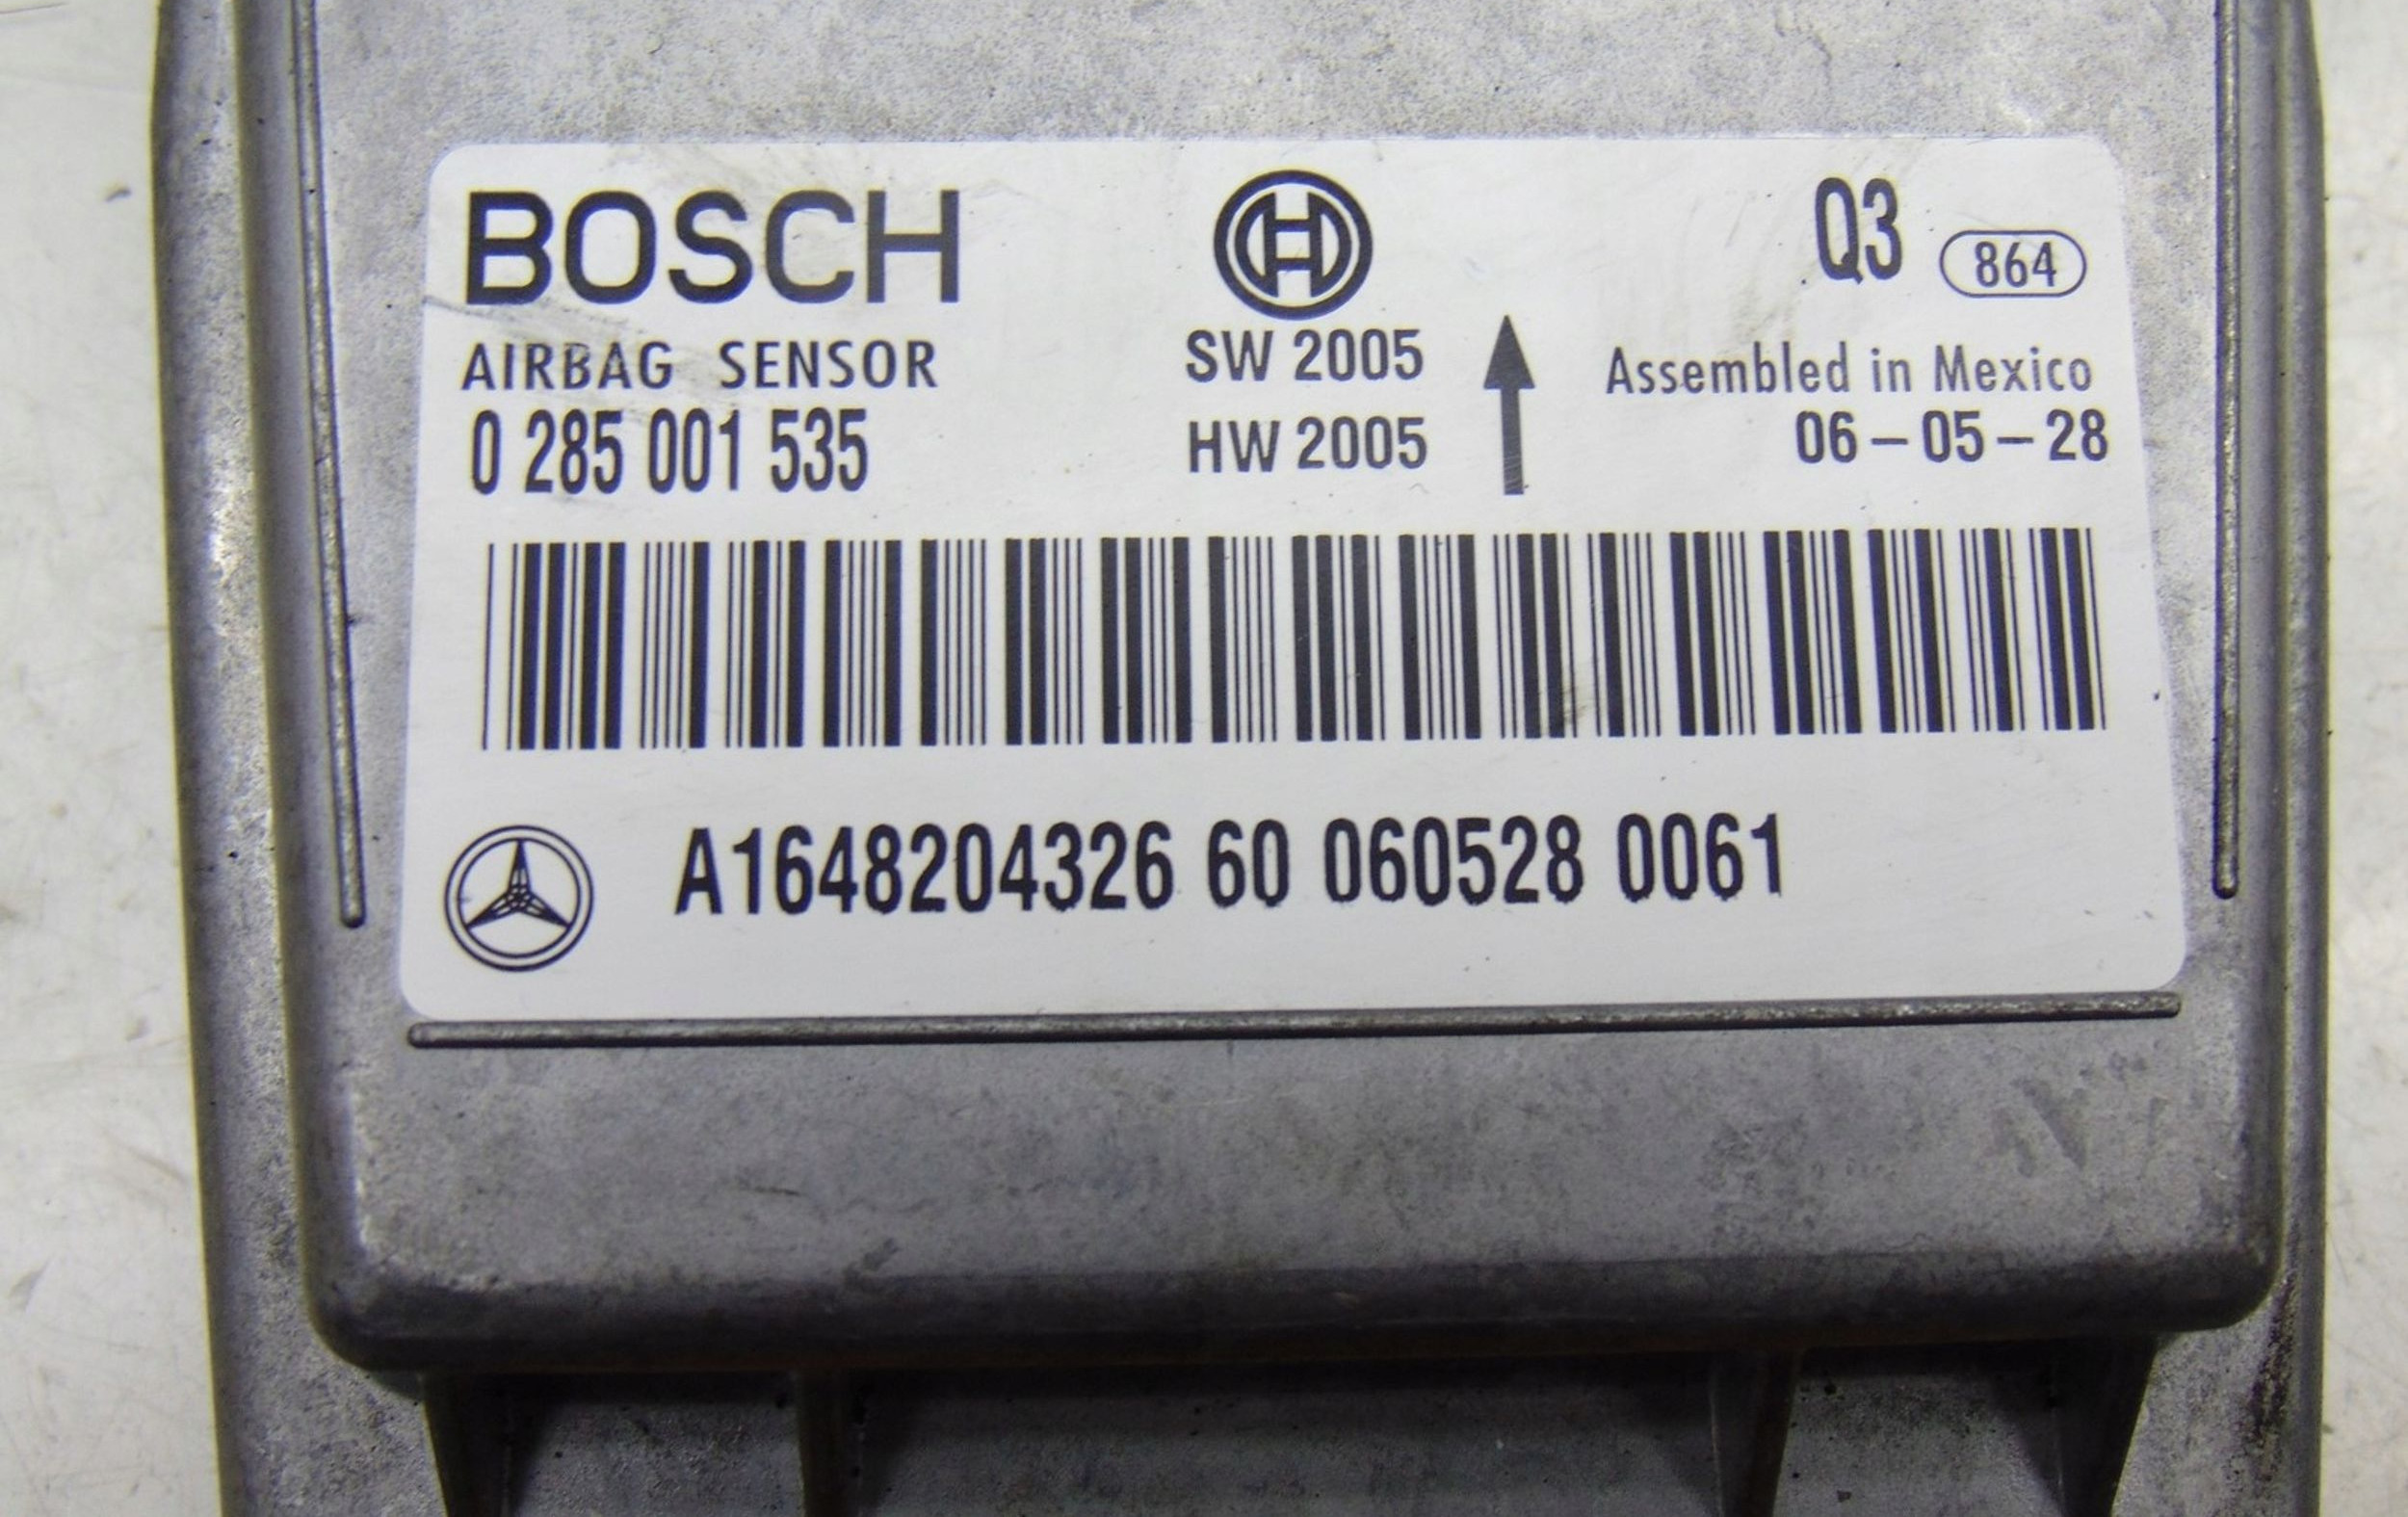 BOSCH
Q3 864
AIRBAG SENSOR
SW 2005
Assembled in Mexico
0 285 001 535
HW 2005
06-05-28
A1648204326 60 060528 0061